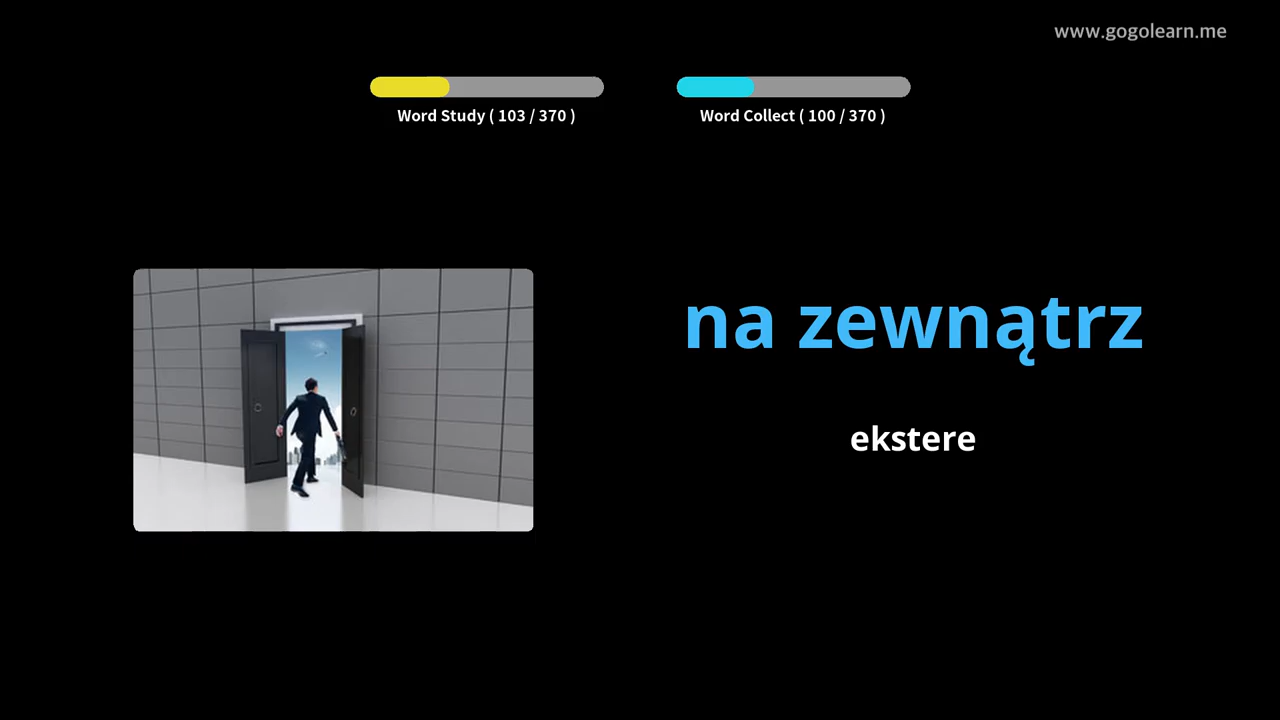 www.gogolearn.me
Word Study ( 103 / 370 )
Word Collect ( 100 / 370 )
na zewnątrz
ekstere